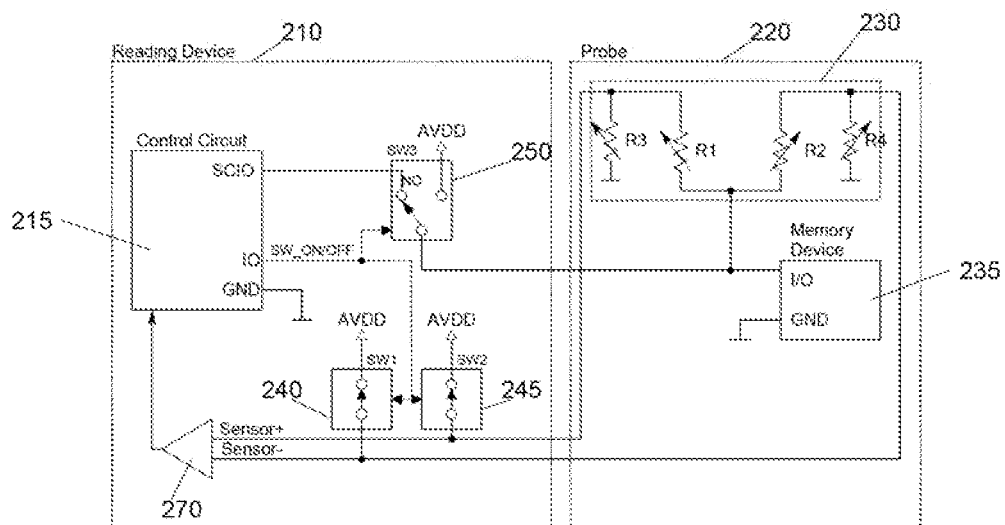 210
220
230
Reading Device
Probe
Control Circuit
AVDD
SW3
250
SCIO
NC
R3
R1
R2
R4
215
Memory
Device
IO
SW_ON/OFF
I/O
235
GND
GND
AVDD
AVDD
SW1
SW2
240
245
Sensor+
Sensor-
270